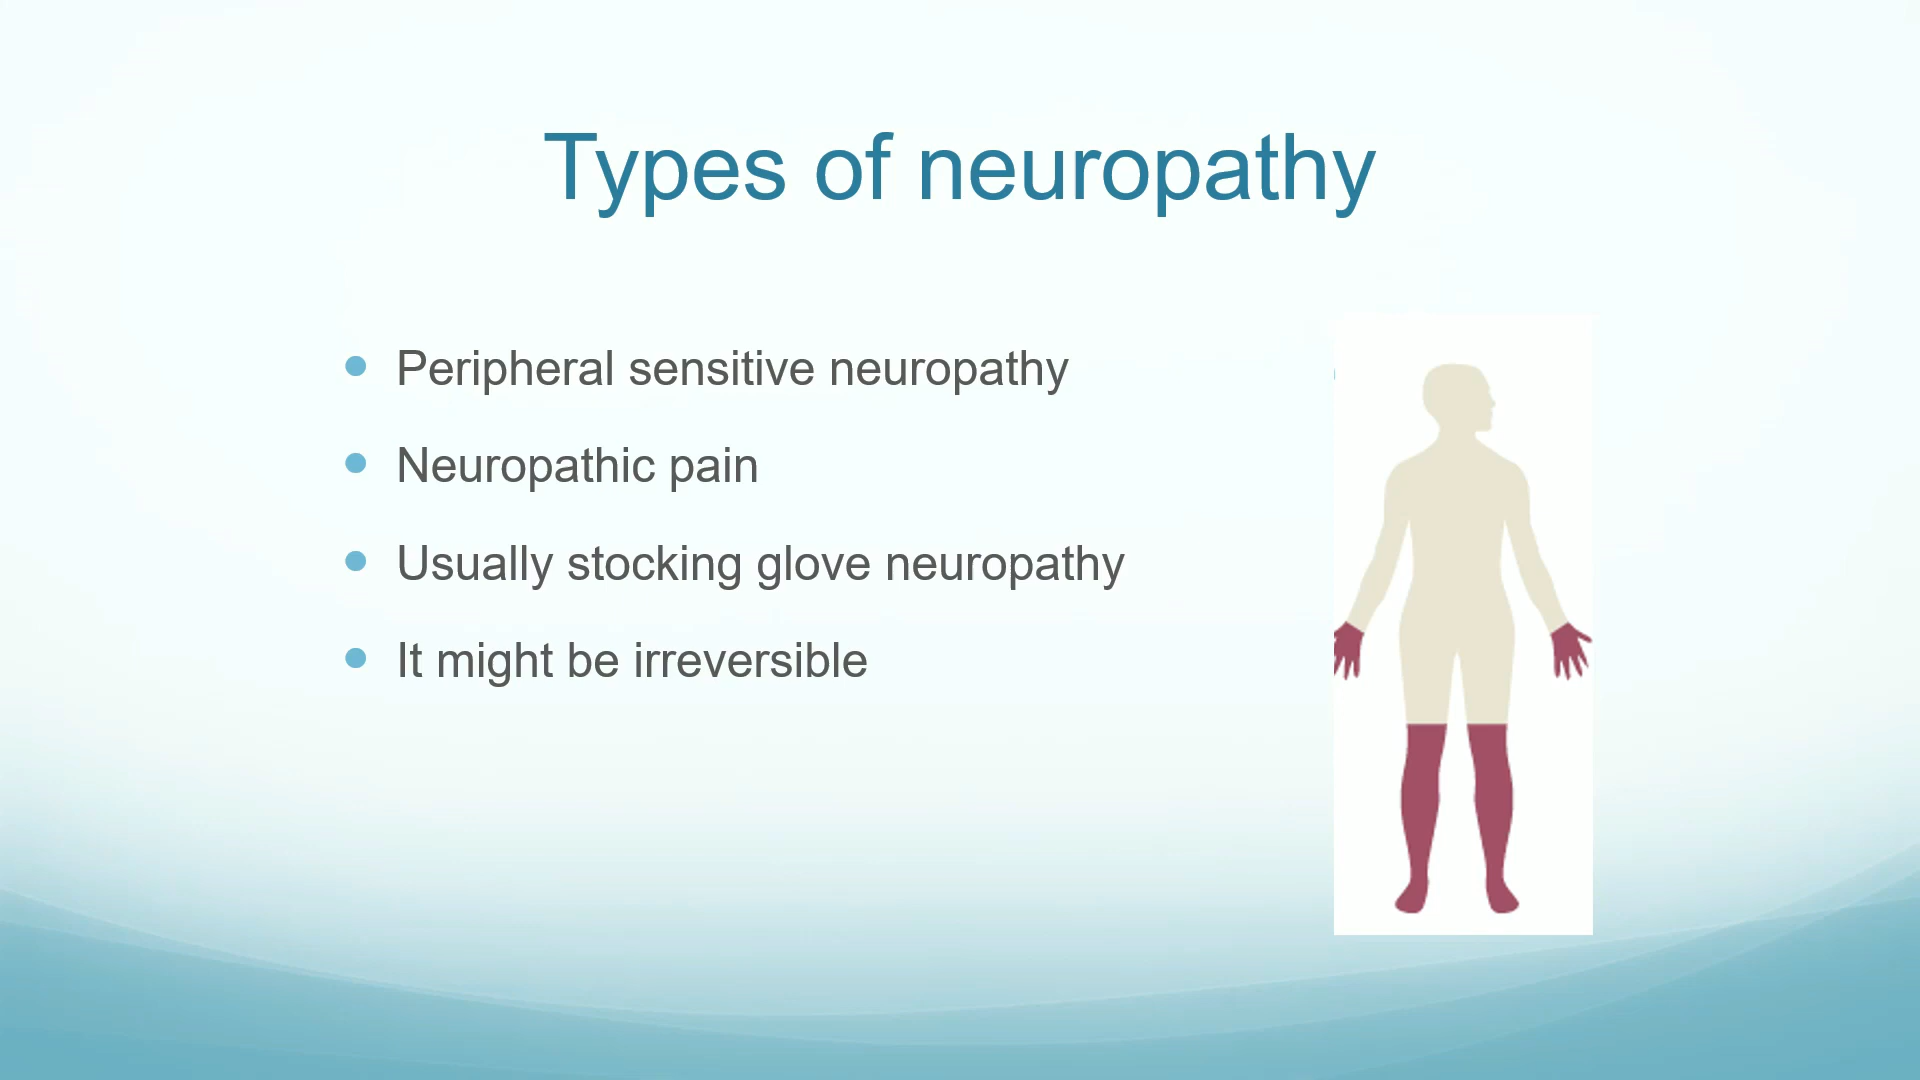 Types of neuropathy
Peripheral sensitive neuropathy
Neuropathic pain
Usually stocking glove neuropathy
It might be irreversible